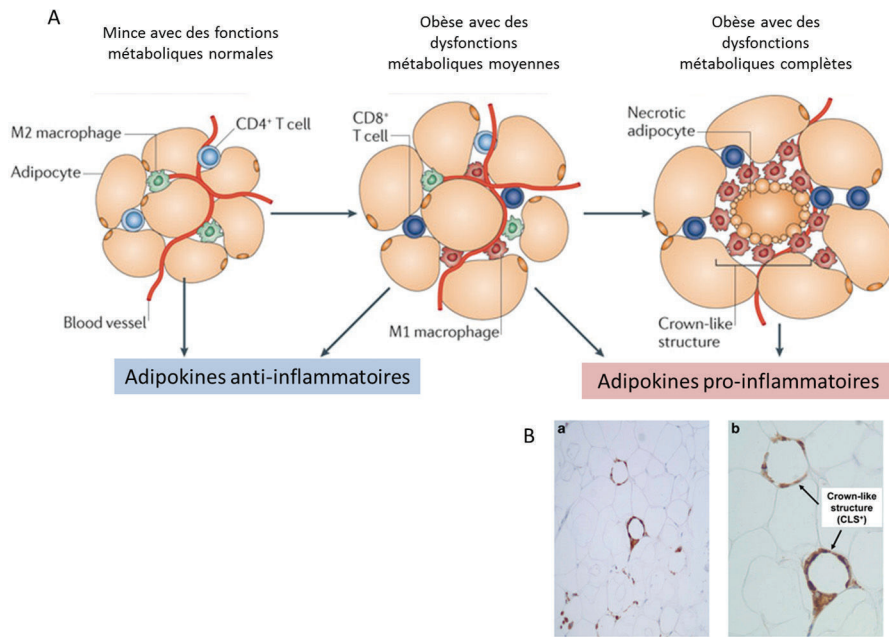 A
Mince avec des fonctions
métaboliques normales
Obèse avec des
dysfonctions
métaboliques moyennes
Obèse avec des
dysfonctions
métaboliques complètes
M2 macrophage
Adipocyte
CD4+ T cell
Blood vessel
CD8+
T cell
M1 macrophage
Necrotic
adipocyte
Crown-like
structure
Adipokines anti-inflammatoires
Adipokines pro-inflammatoires
B
a
b
Crown-like
structure
(CLS+)